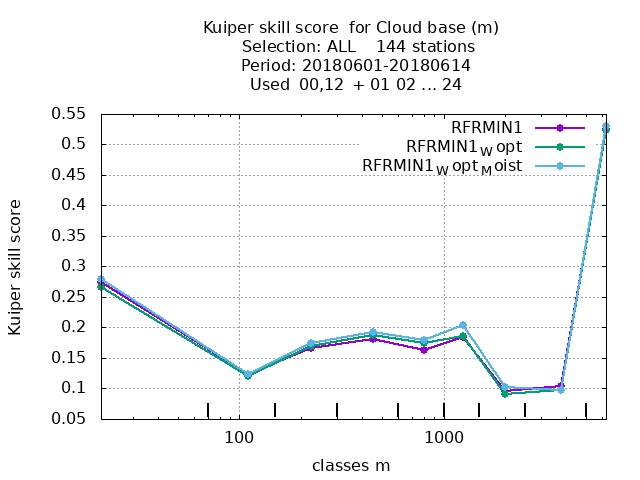 Kuiper skill score  for Cloud base (m)
Selection: ALL    144 stations
Period: 20180601-20180614
Used  00,12  + 01 02 ... 24
RFRMIN1
RFRMIN1Wopt
RFRMIN1WoptMoist
0.55
0.5
0.45
0.4
0.35
0.3
0.25
0.2
0.15
0.1
0.05
Kuiper skill score
100 1000
classes m